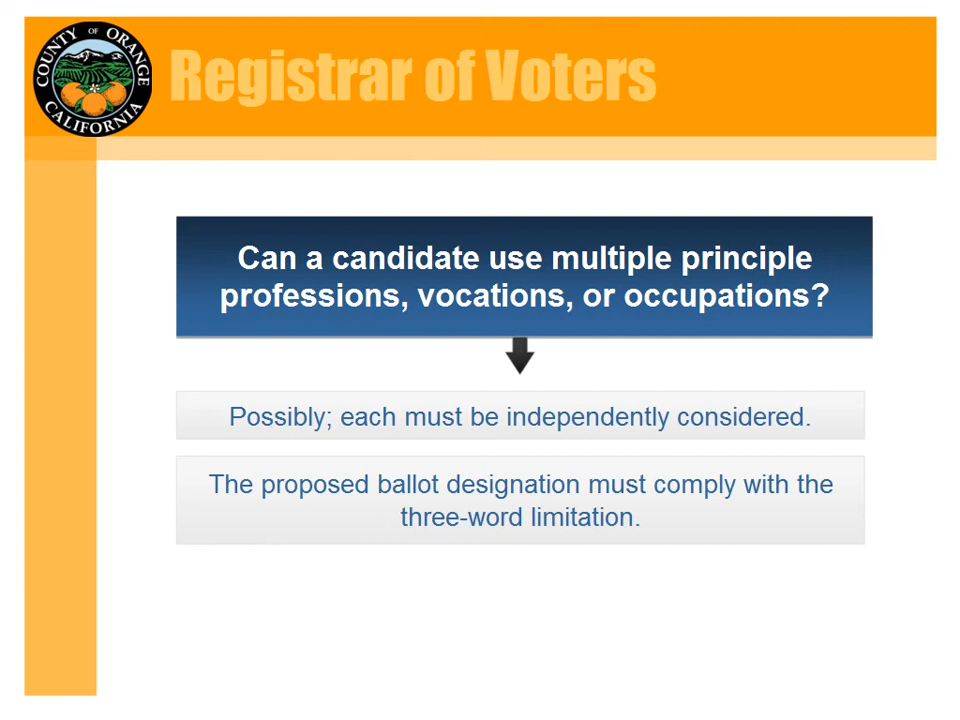 COUNTY OF ORANGE
CALIFORNIA
Registrar of Voters
Can a candidate use multiple principle
professions, vocations, or occupations?
Possibly; each must be independently considered.
The proposed ballot designation must comply with the
three-word limitation.